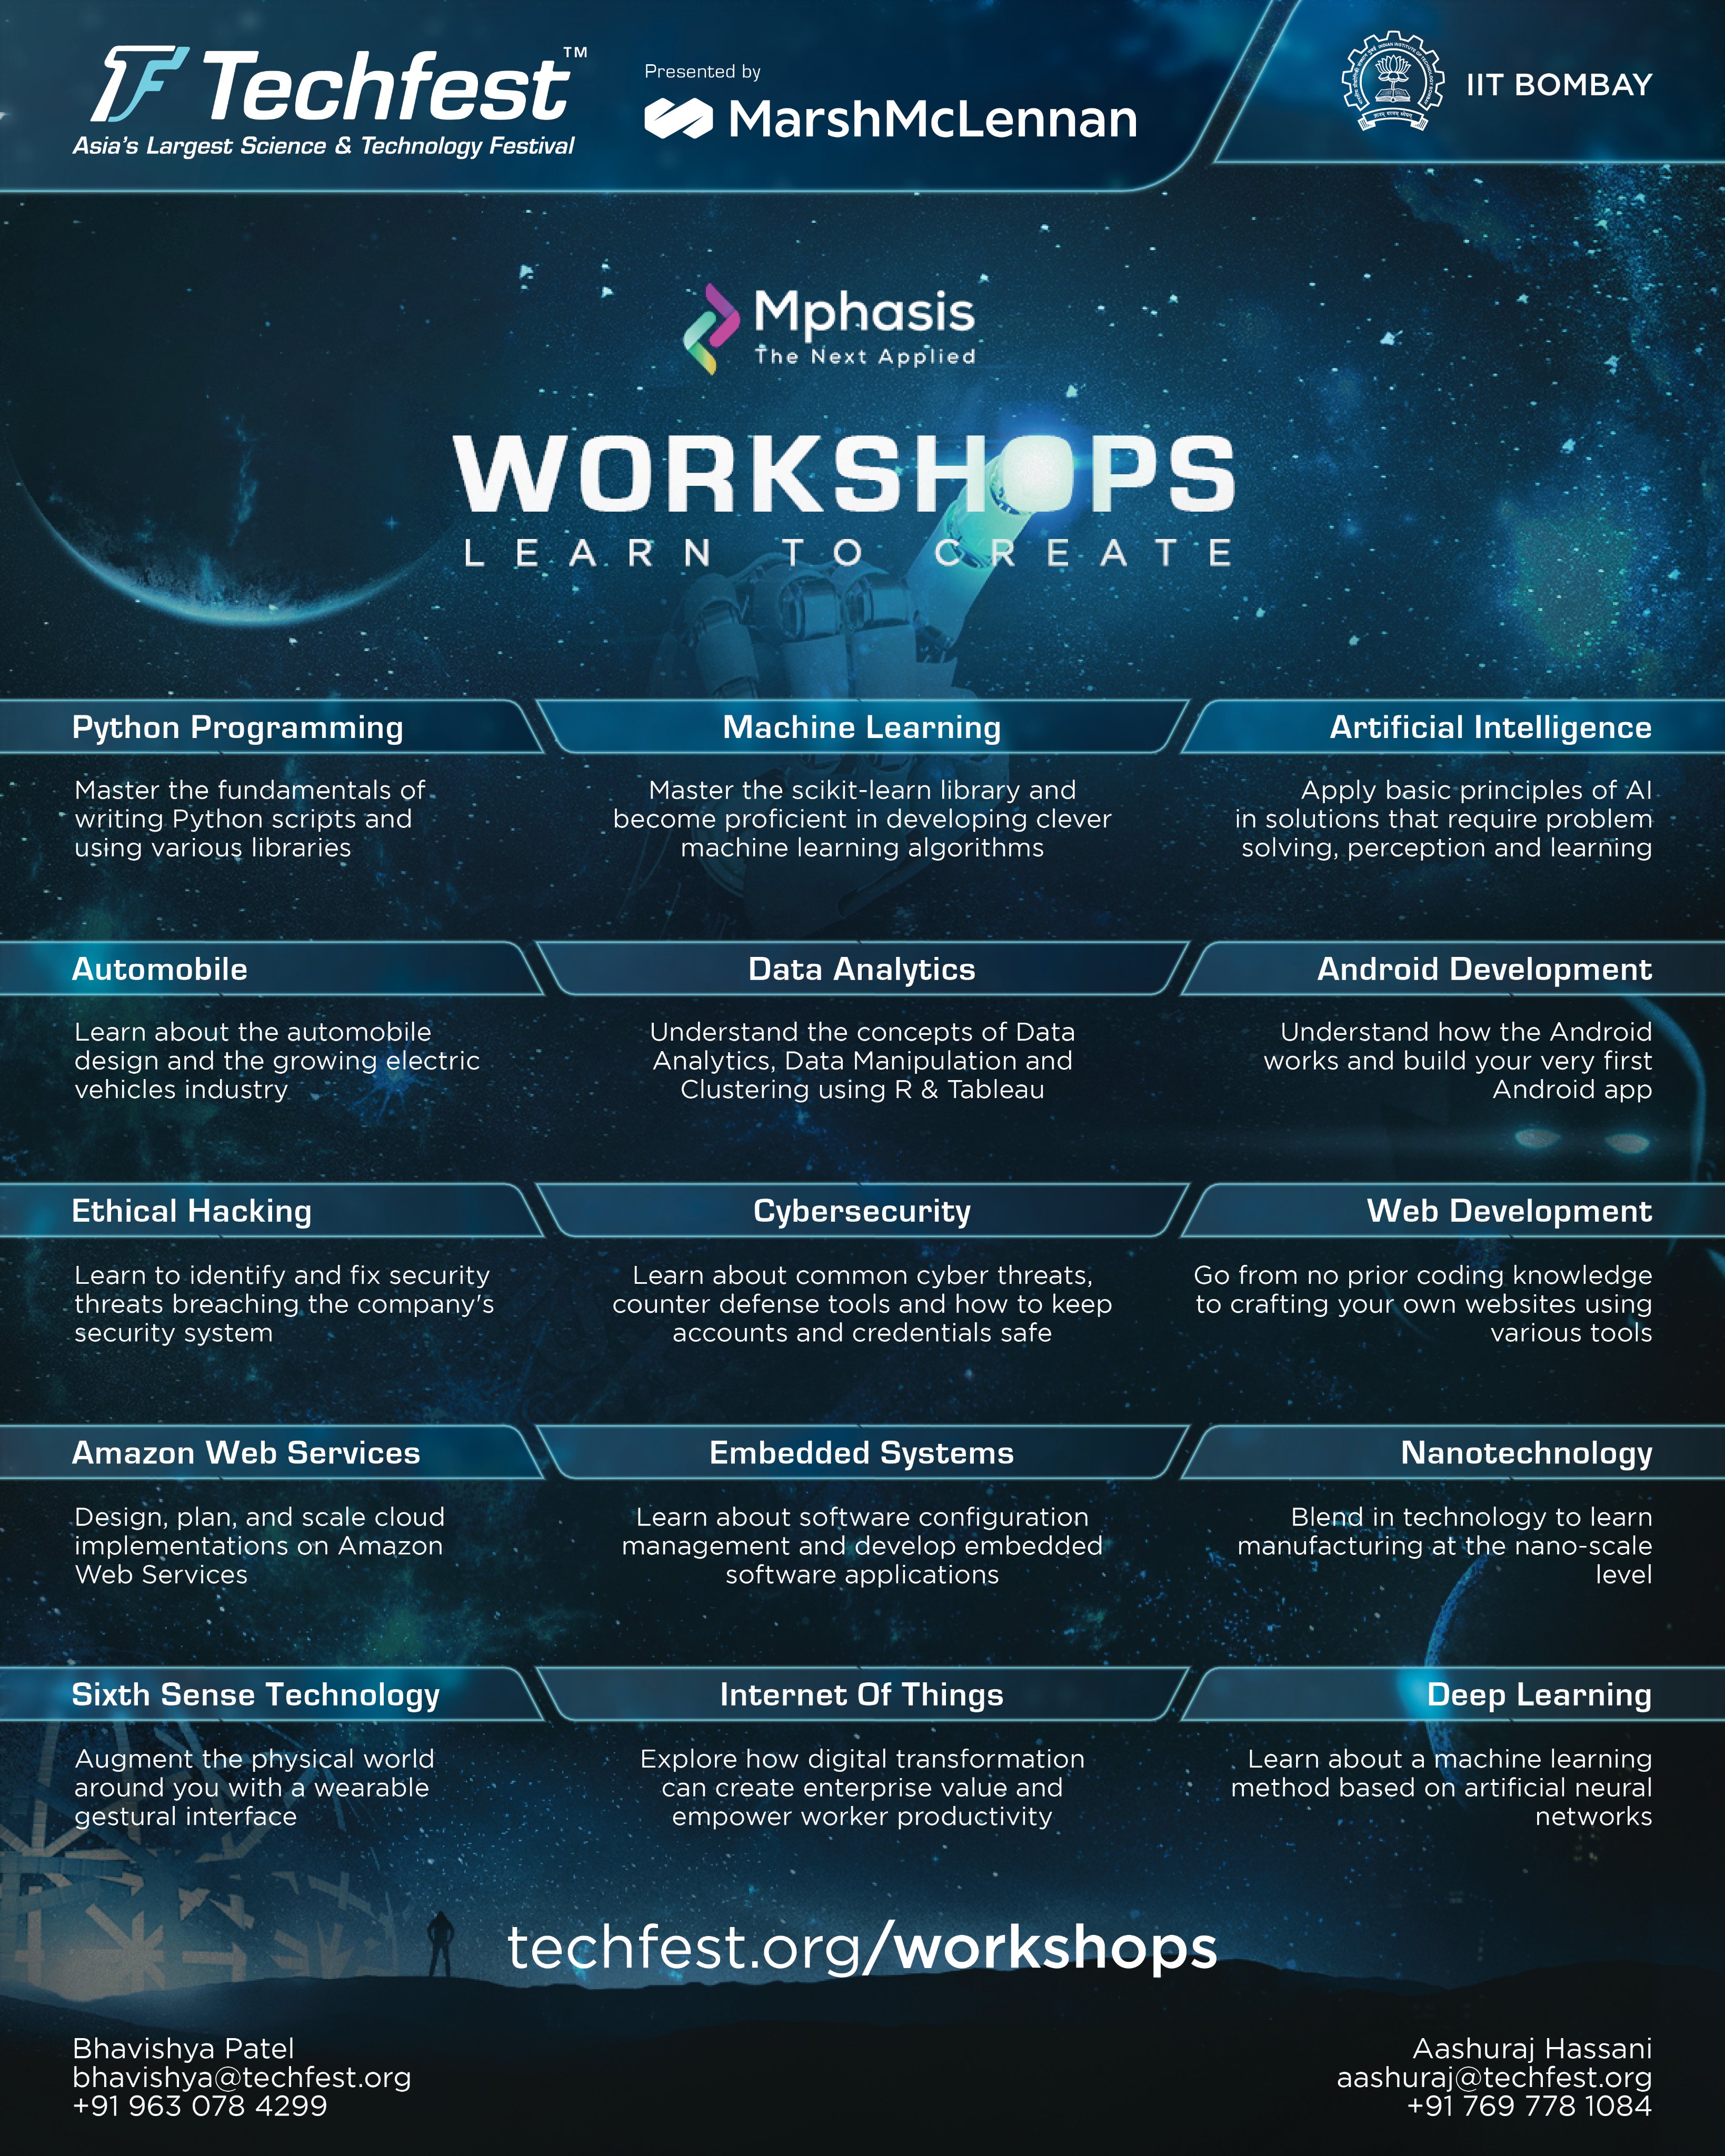 Techfest™
Asia's Largest Science & Technology Festival
Presented by
MarshMcLennan
IIT BOMBAY
Mphasis
The Next Applied
WORKSHOPS
LEARN TO CREATE
Python Programming
Master the fundamentals of
writing Python scripts and
using various libraries
Machine Learning
Master the scikit-learn library and
become proficient in developing clever
machine learning algorithms
Artificial Intelligence
Apply basic principles of AI
in solutions that require problem
solving, perception and learning
Automobile
Learn about the automobile
design and the growing electric
vehicles industry
Data Analytics
Understand the concepts of Data
Analytics, Data Manipulation and
Clustering using R & Tableau
Android Development
Understand how the Android
works and build your very first
Android app
Ethical Hacking
Learn to identify and fix security
threats breaching the company's
security system
Cybersecurity
Learn about common cyber threats,
counter defense tools and how to keep
accounts and credentials safe
Web Development
Go from no prior coding knowledge
to crafting your own websites using
various tools
Amazon Web Services
Design, plan, and scale cloud
implementations on Amazon
Web Services
Embedded Systems
Learn about software configuration
management and develop embedded
software applications
Nanotechnology
Blend in technology to learn
manufacturing at the nano-scale
level
Sixth Sense Technology
Augment the physical world
around you with a wearable
gestural interface
Internet Of Things
Explore how digital transformation
can create enterprise value and
empower worker productivity
Deep Learning
Learn about a machine learning
method based on artificial neural
networks
techfest.org/workshops
Bhavishya Patel
bhavishya@techfest.org
+91 963 078 4299
Aashuraj Hassani
aashuraj@techfest.org
+91 769 778 1084